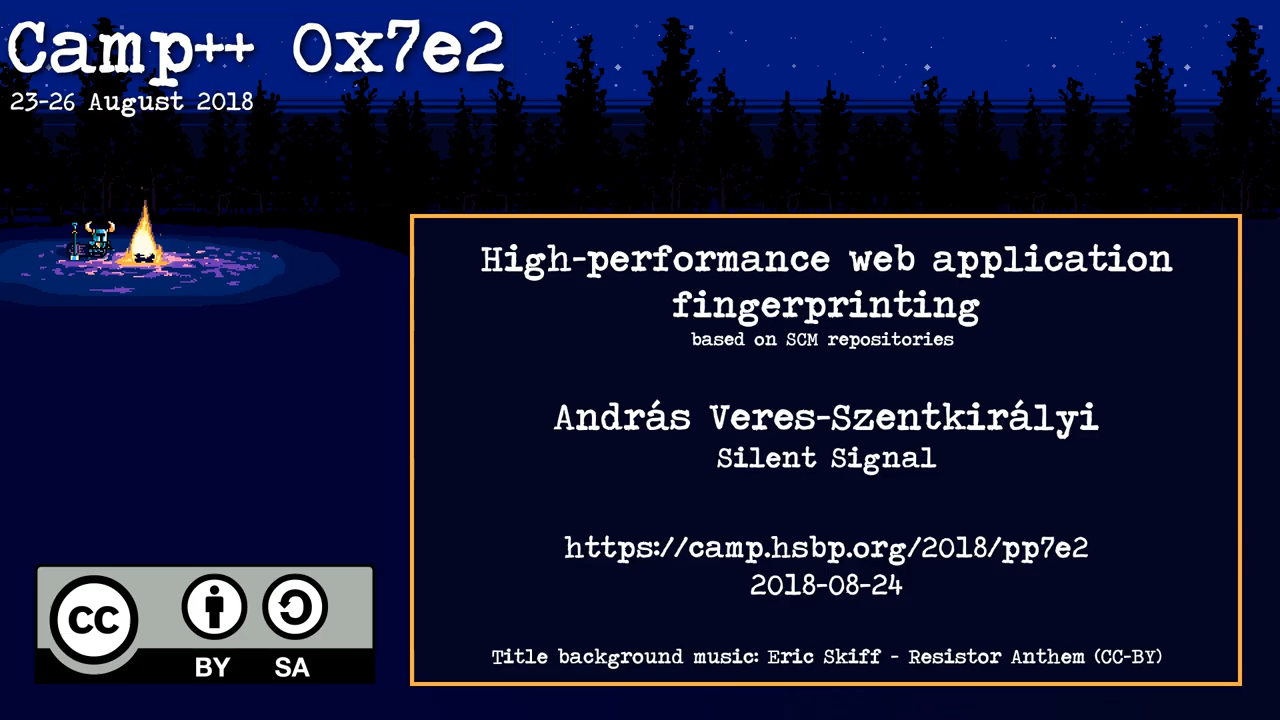 Camp++ 0x7e2
23-26 August 2018
High-performance web application
fingerprinting
based on SCM repositories
András Veres-Szentkirályi
Silent Signal
https://camp.hsbp.org/2018/pp7e2
2018-08-24
Title background music: Eric Skiff - Resistor Anthem (CC-BY)
CC
BY SA